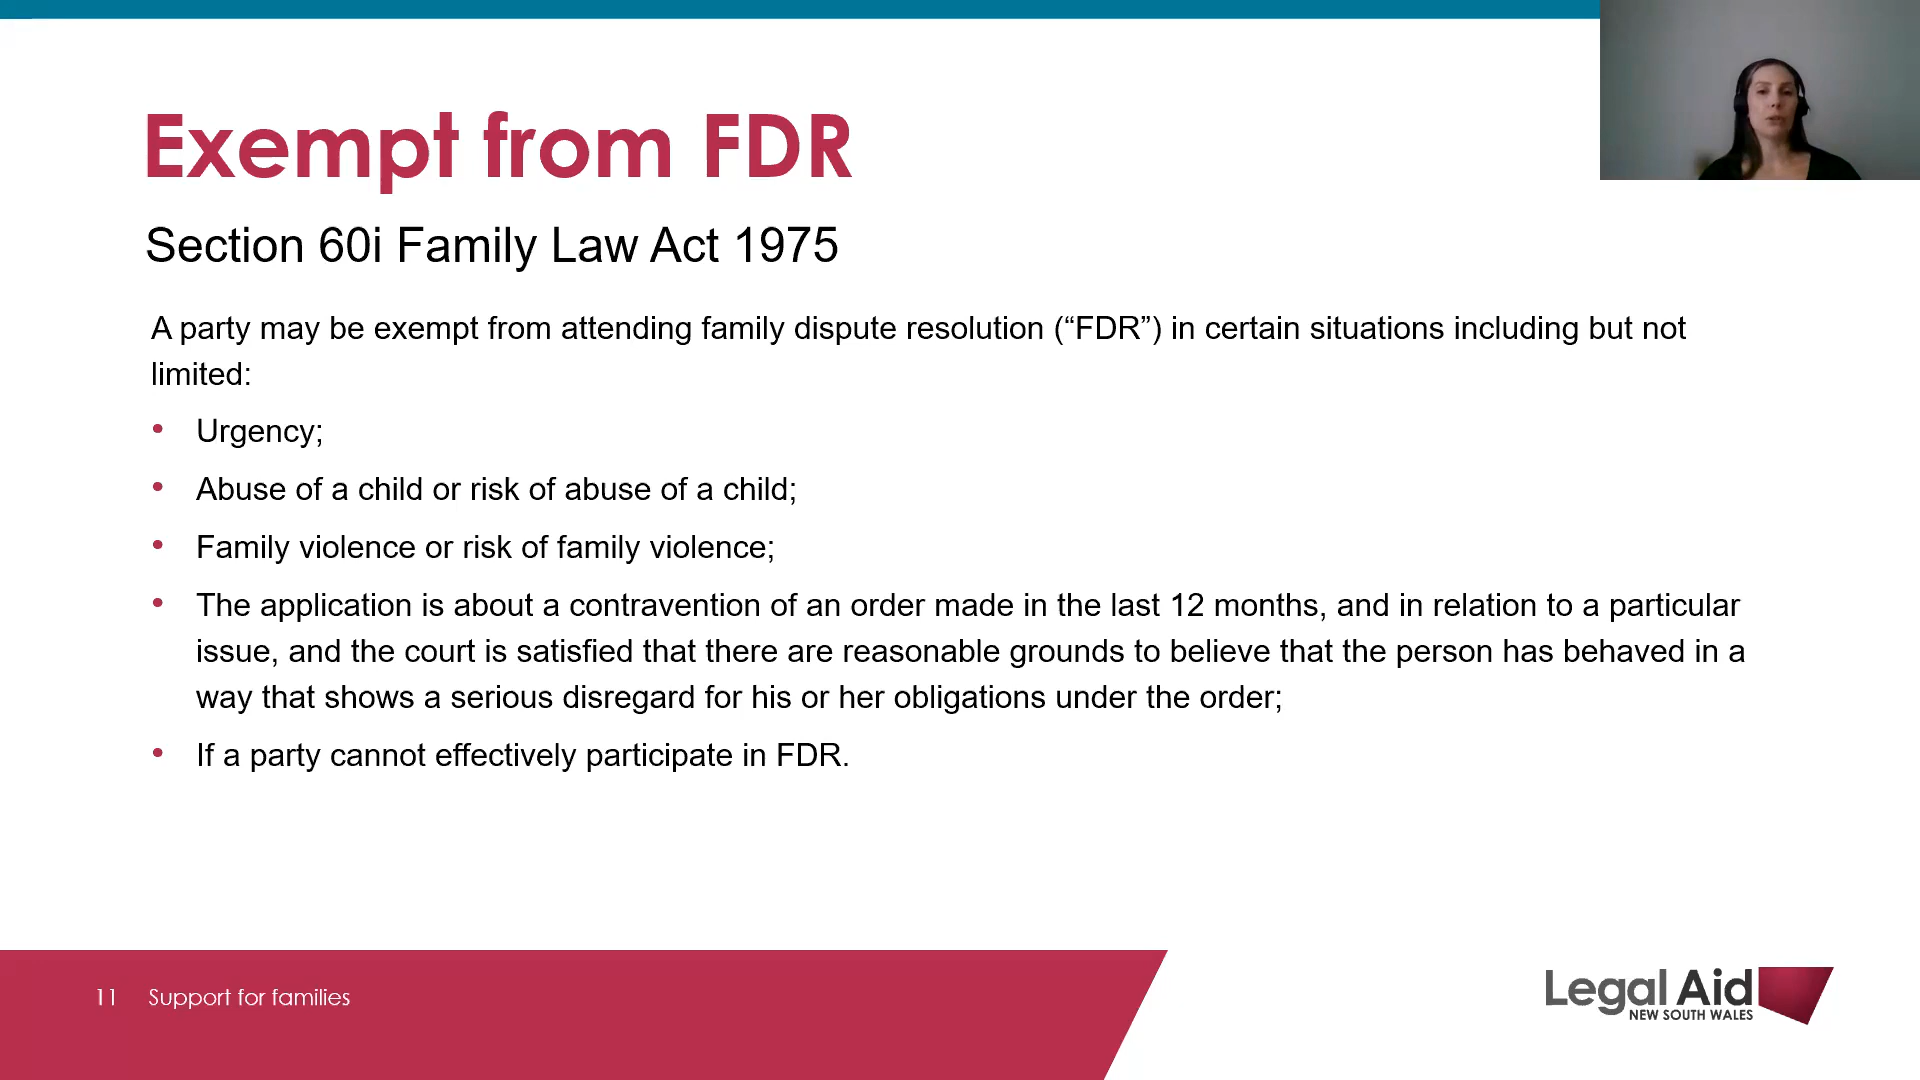 Exempt from FDR
Section 60i Family Law Act 1975
A party may be exempt from attending family dispute resolution (“FDR”) in certain situations including but not
limited:
• Urgency;
• Abuse of a child or risk of abuse of a child;
• Family violence or risk of family violence;
• The application is about a contravention of an order made in the last 12 months, and in relation to a particular
issue, and the court is satisfied that there are reasonable grounds to believe that the person has behaved in a
way that shows a serious disregard for his or her obligations under the order;
• If a party cannot effectively participate in FDR.
11 Support for families
Legal Aid
NEW SOUTH WALES